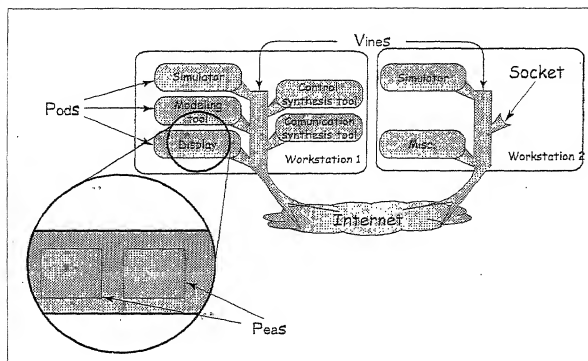 Vines
Simulator
Control
synthesis tool
Simulator
Socket
Pods
Modeling
tool
Comunication
synthesis tool
Display
Workstation 1
Misc.
Workstation 2
Internet
Peas